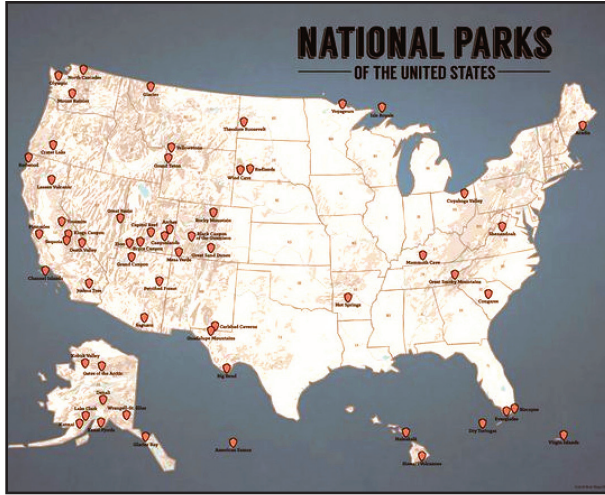 NATIONAL PARKS
OF THE UNITED STATES
North Cascades
Olympic
Mount Rainier
Glacier
Voyageurs
Isle Royale
Theodore Roosevelt
Acadia
Crater Lake
Yellowstone
Redwood
Grand Teton
Wind Cave
Badlands
Lassen Volcanic
Cuyahoga Valley
Great Basin
Rocky Mountain
Shenandoah
Yosemite
Capitol Reef
Arches
Pinnacles
Kings Canyon
Black Canyon
of the Gunnison
Sequoia
Zion
Bryce Canyon
Canyonlands
Death Valley
Great Sand Dunes
Mesa Verde
Grand Canyon
Mammoth Cave
Channel Islands
Great Smoky Mountains
Joshua Tree
Petrified Forest
Hot Springs
Congaree
Saguaro
Carlsbad Caverns
Guadalupe Mountains
Kobuk Valley
Gates of the Arctic
Big Bend
Denali
Lake Clark
Wrangell-St. Elias
Biscayne
Everglades
Katmai
Kenai Fjords
Dry Tortugas
Glacier Bay
American Samoa
Haleakala
Virgin Islands
Hawai'i Volcanoes